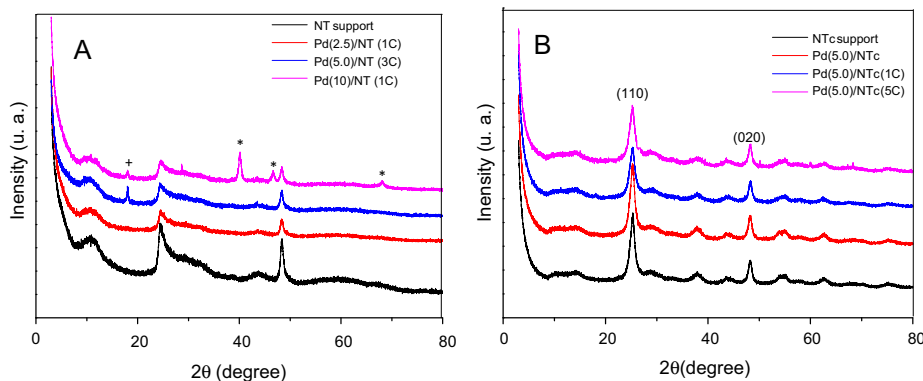 A
NT support
Pd(2.5)/NT (1C)
Pd(5.0)/NT (3C)
Pd(10)/NT (1C)
+
*
*
*
Inensity (u. a.)
0
20
40
60
80
2θ (degree)
B
NTc support
Pd(5.0)/NTc
Pd(5.0)/NTc(1C)
Pd(5.0)/NTc(5C)
(110)
(020)
Inensity (u. a.)
0
20
40
60
80
2θ(degree)